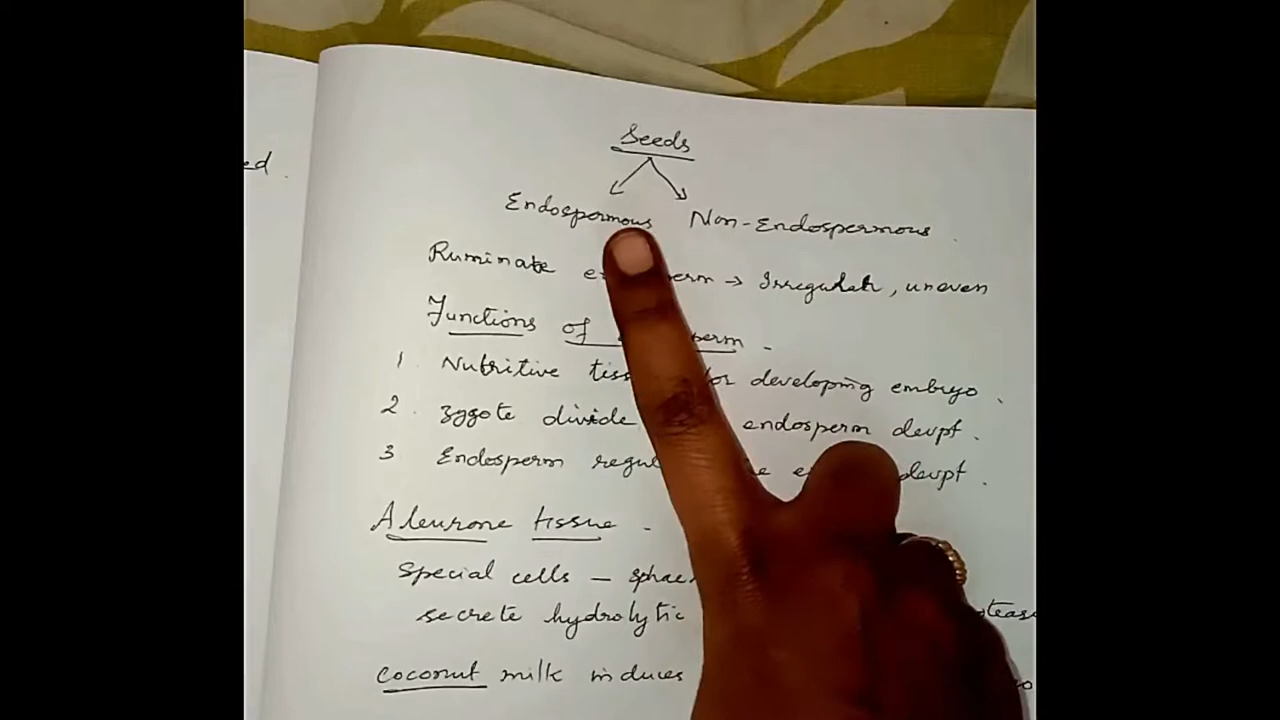 ed.
Seeds
Endospermous Non-Endospermous
Ruminate → Irregular, uneven
Functions of -
1. Nutritive for developing embryo.
2. Zygote divide endosperm devpt.
3 Endosperm devpt.
Aleurone tissue -
Special cells –
secrete hydrolytic
coconut milk induces